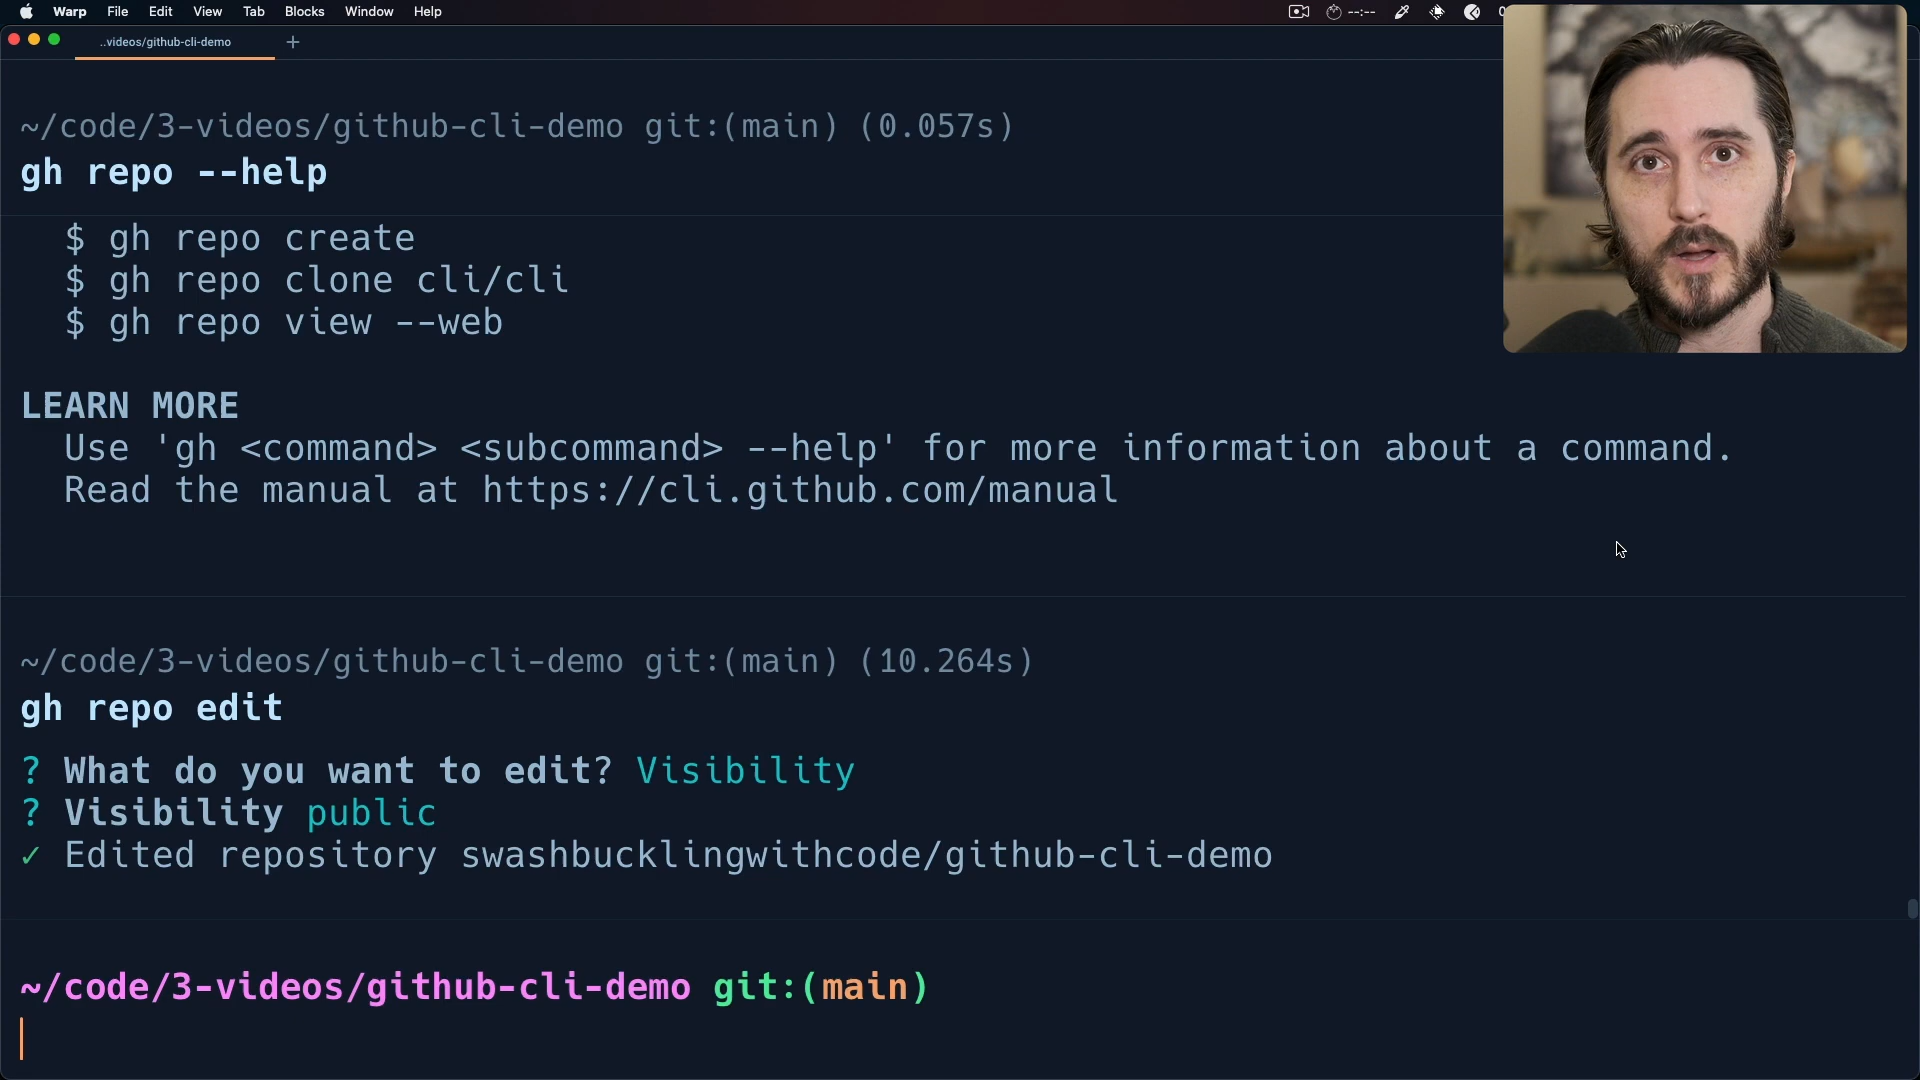 Warp File Edit View Tab Blocks Window Help --:--
..videos/github-cli-demo +
~/code/3-videos/github-cli-demo git:(main) (0.057s)
gh repo --help
$ gh repo create
$ gh repo clone cli/cli
$ gh repo view --web
LEARN MORE
Use 'gh <command> <subcommand> --help' for more information about a command.
Read the manual at https://cli.github.com/manual
~/code/3-videos/github-cli-demo git:(main) (10.264s)
gh repo edit
? What do you want to edit? Visibility
? Visibility public
✓ Edited repository swashbucklingwithcode/github-cli-demo
~/code/3-videos/github-cli-demo git:(main)